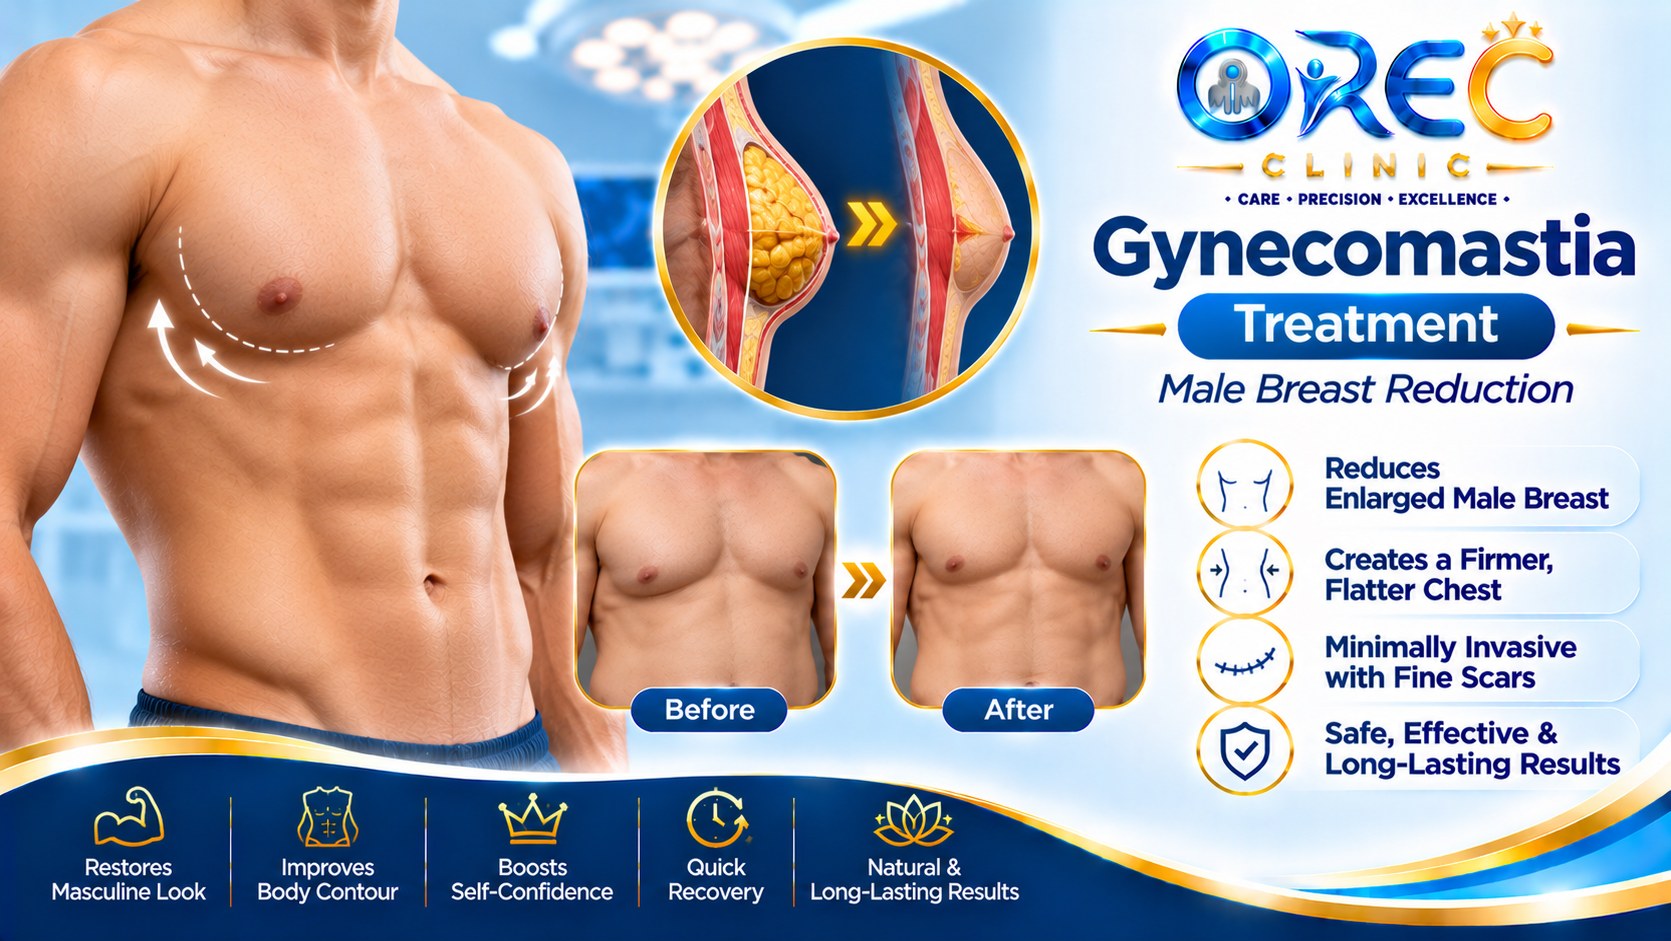 OREC
CLINIC
• CARE • PRECISION • EXCELLENCE •
Gynecomastia
Treatment
Male Breast Reduction
Reduces
Enlarged Male Breast
Creates a Firmer,
Flatter Chest
Minimally Invasive
with Fine Scars
Safe, Effective &
Long-Lasting Results
Before
After
Restores
Masculine Look
Improves
Body Contour
Boosts
Self-Confidence
Quick
Recovery
Natural &
Long-Lasting Results